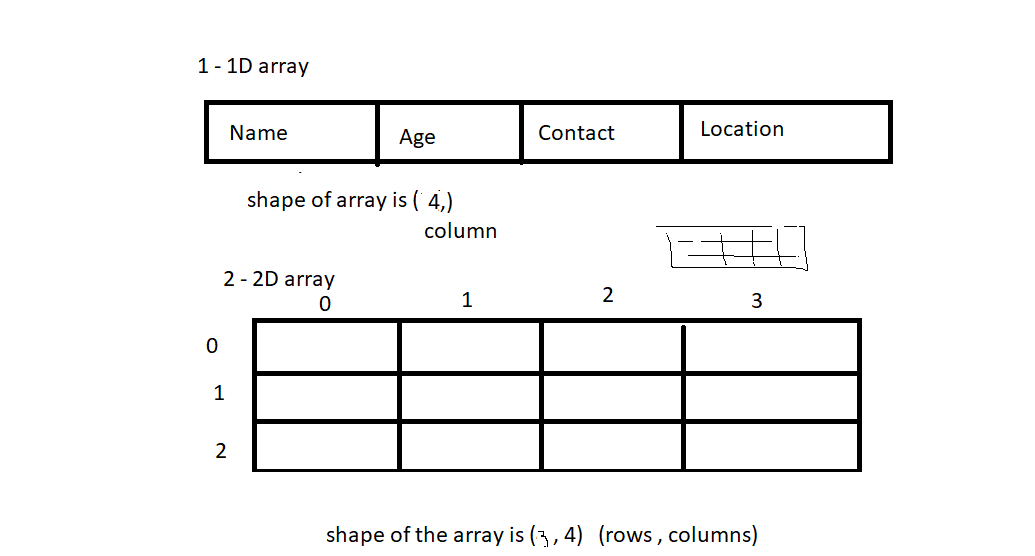 1 - 1D array
Name Age Contact Location
shape of array is ( 4,)
column
2 - 2D array
0 1 2 3
0
1
2
shape of the array is (3, 4) (rows , columns)